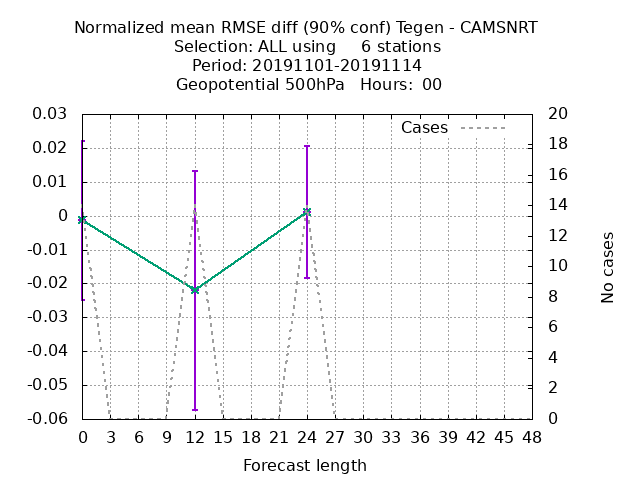 Normalized mean RMSE diff (90% conf) Tegen - CAMSNRT
Selection: ALL using     6 stations
Period: 20191101-20191114
Geopotential 500hPa   Hours:  00
Cases
0.03
0.02
0.01
0
-0.01
-0.02
-0.03
-0.04
-0.05
-0.06
20
18
16
14
12
10
8
6
4
2
0
No cases
0 3 6 9 12 15 18 21 24 27 30 33 36 39 42 45 48
Forecast length